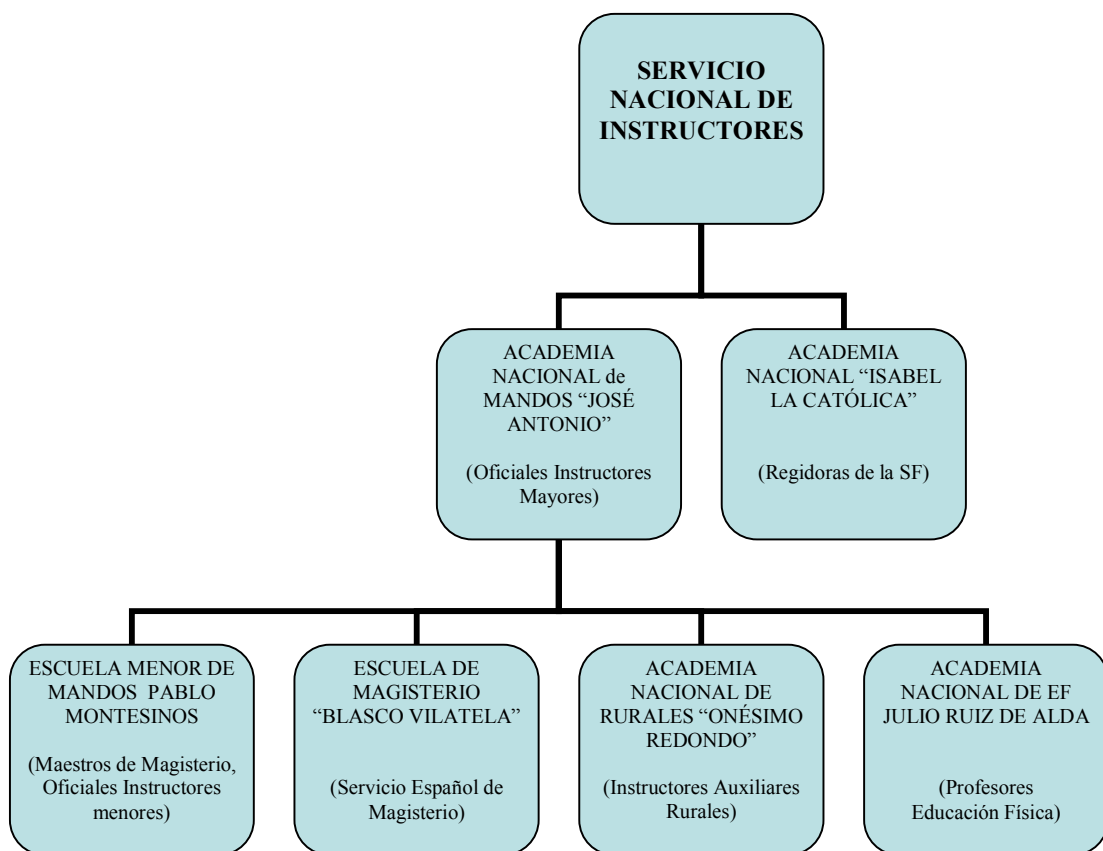 SERVICIO
NACIONAL DE
INSTRUCTORES
ACADEMIA
NACIONAL de
MANDOS “JOSÉ
ANTONIO”
(Oficiales Instructores
Mayores)
ACADEMIA
NACIONAL “ISABEL
LA CATÓLICA”
(Regidoras de la SF)
ESCUELA MENOR DE
MANDOS PABLO
MONTESINOS
(Maestros de Magisterio,
Oficiales Instructores
menores)
ESCUELA DE
MAGISTERIO
“BLASCO VILATELA”
(Servicio Español de
Magisterio)
ACADEMIA
NACIONAL DE
RURALES “ONÉSIMO
REDONDO”
(Instructores Auxiliares
Rurales)
ACADEMIA
NACIONAL DE EF
JULIO RUIZ DE ALDA
(Profesores
Educación Física)